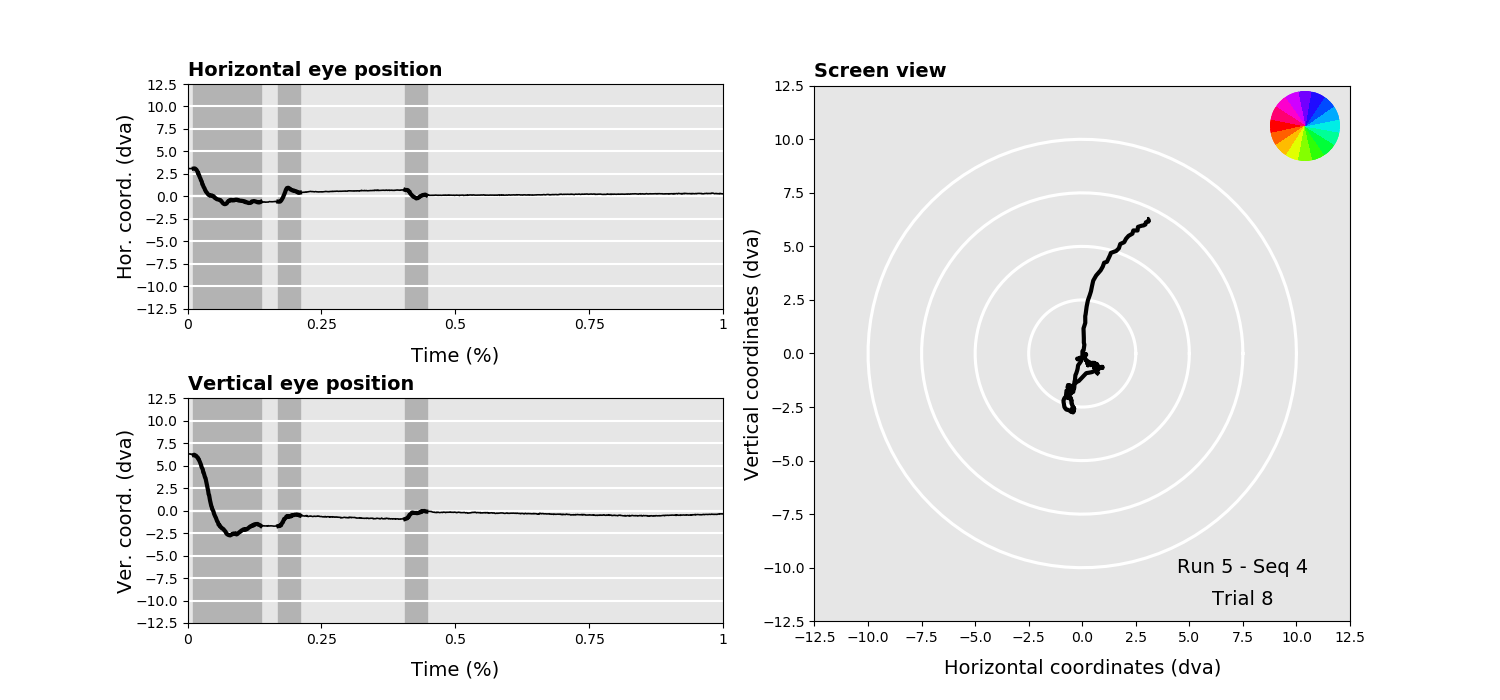 Horizontal eye position
Hor. coord. (dva)
12.5
10.0
7.5
5.0
2.5
0.0
−2.5
−5.0
−7.5
−10.0
−12.5
0 0.25 0.5 0.75 1
Time (%)
Vertical eye position
Ver. coord. (dva)
12.5
10.0
7.5
5.0
2.5
0.0
−2.5
−5.0
−7.5
−10.0
−12.5
0 0.25 0.5 0.75 1
Time (%)
Screen view
Vertical coordinates (dva)
12.5
10.0
7.5
5.0
2.5
0.0
−2.5
−5.0
−7.5
−10.0
−12.5
Run 5 - Seq 4
Trial 8
−12.5 −10.0 −7.5 −5.0 −2.5 0.0 2.5 5.0 7.5 10.0 12.5
Horizontal coordinates (dva)